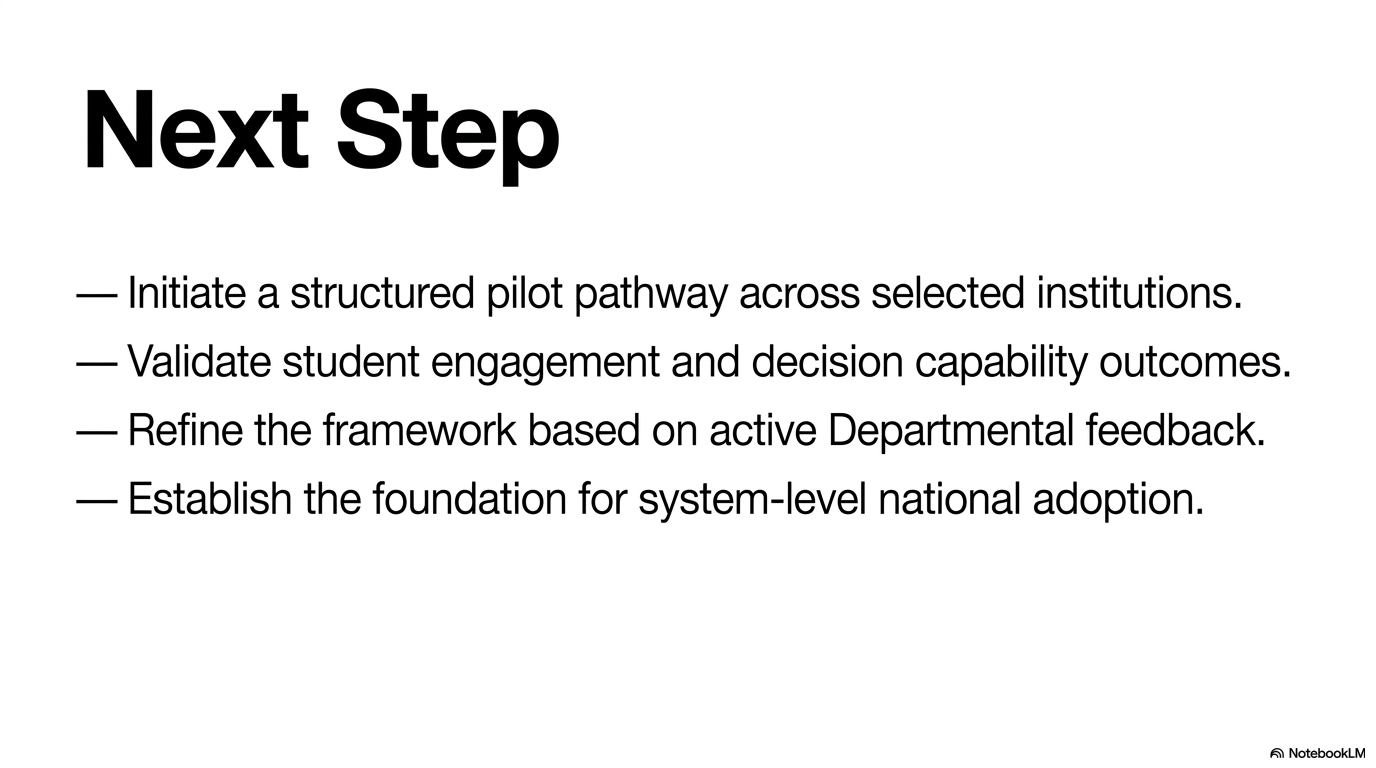 Next Step
— Initiate a structured pilot pathway across selected institutions.
— Validate student engagement and decision capability outcomes.
— Refine the framework based on active Departmental feedback.
— Establish the foundation for system-level national adoption.
NotebookLM